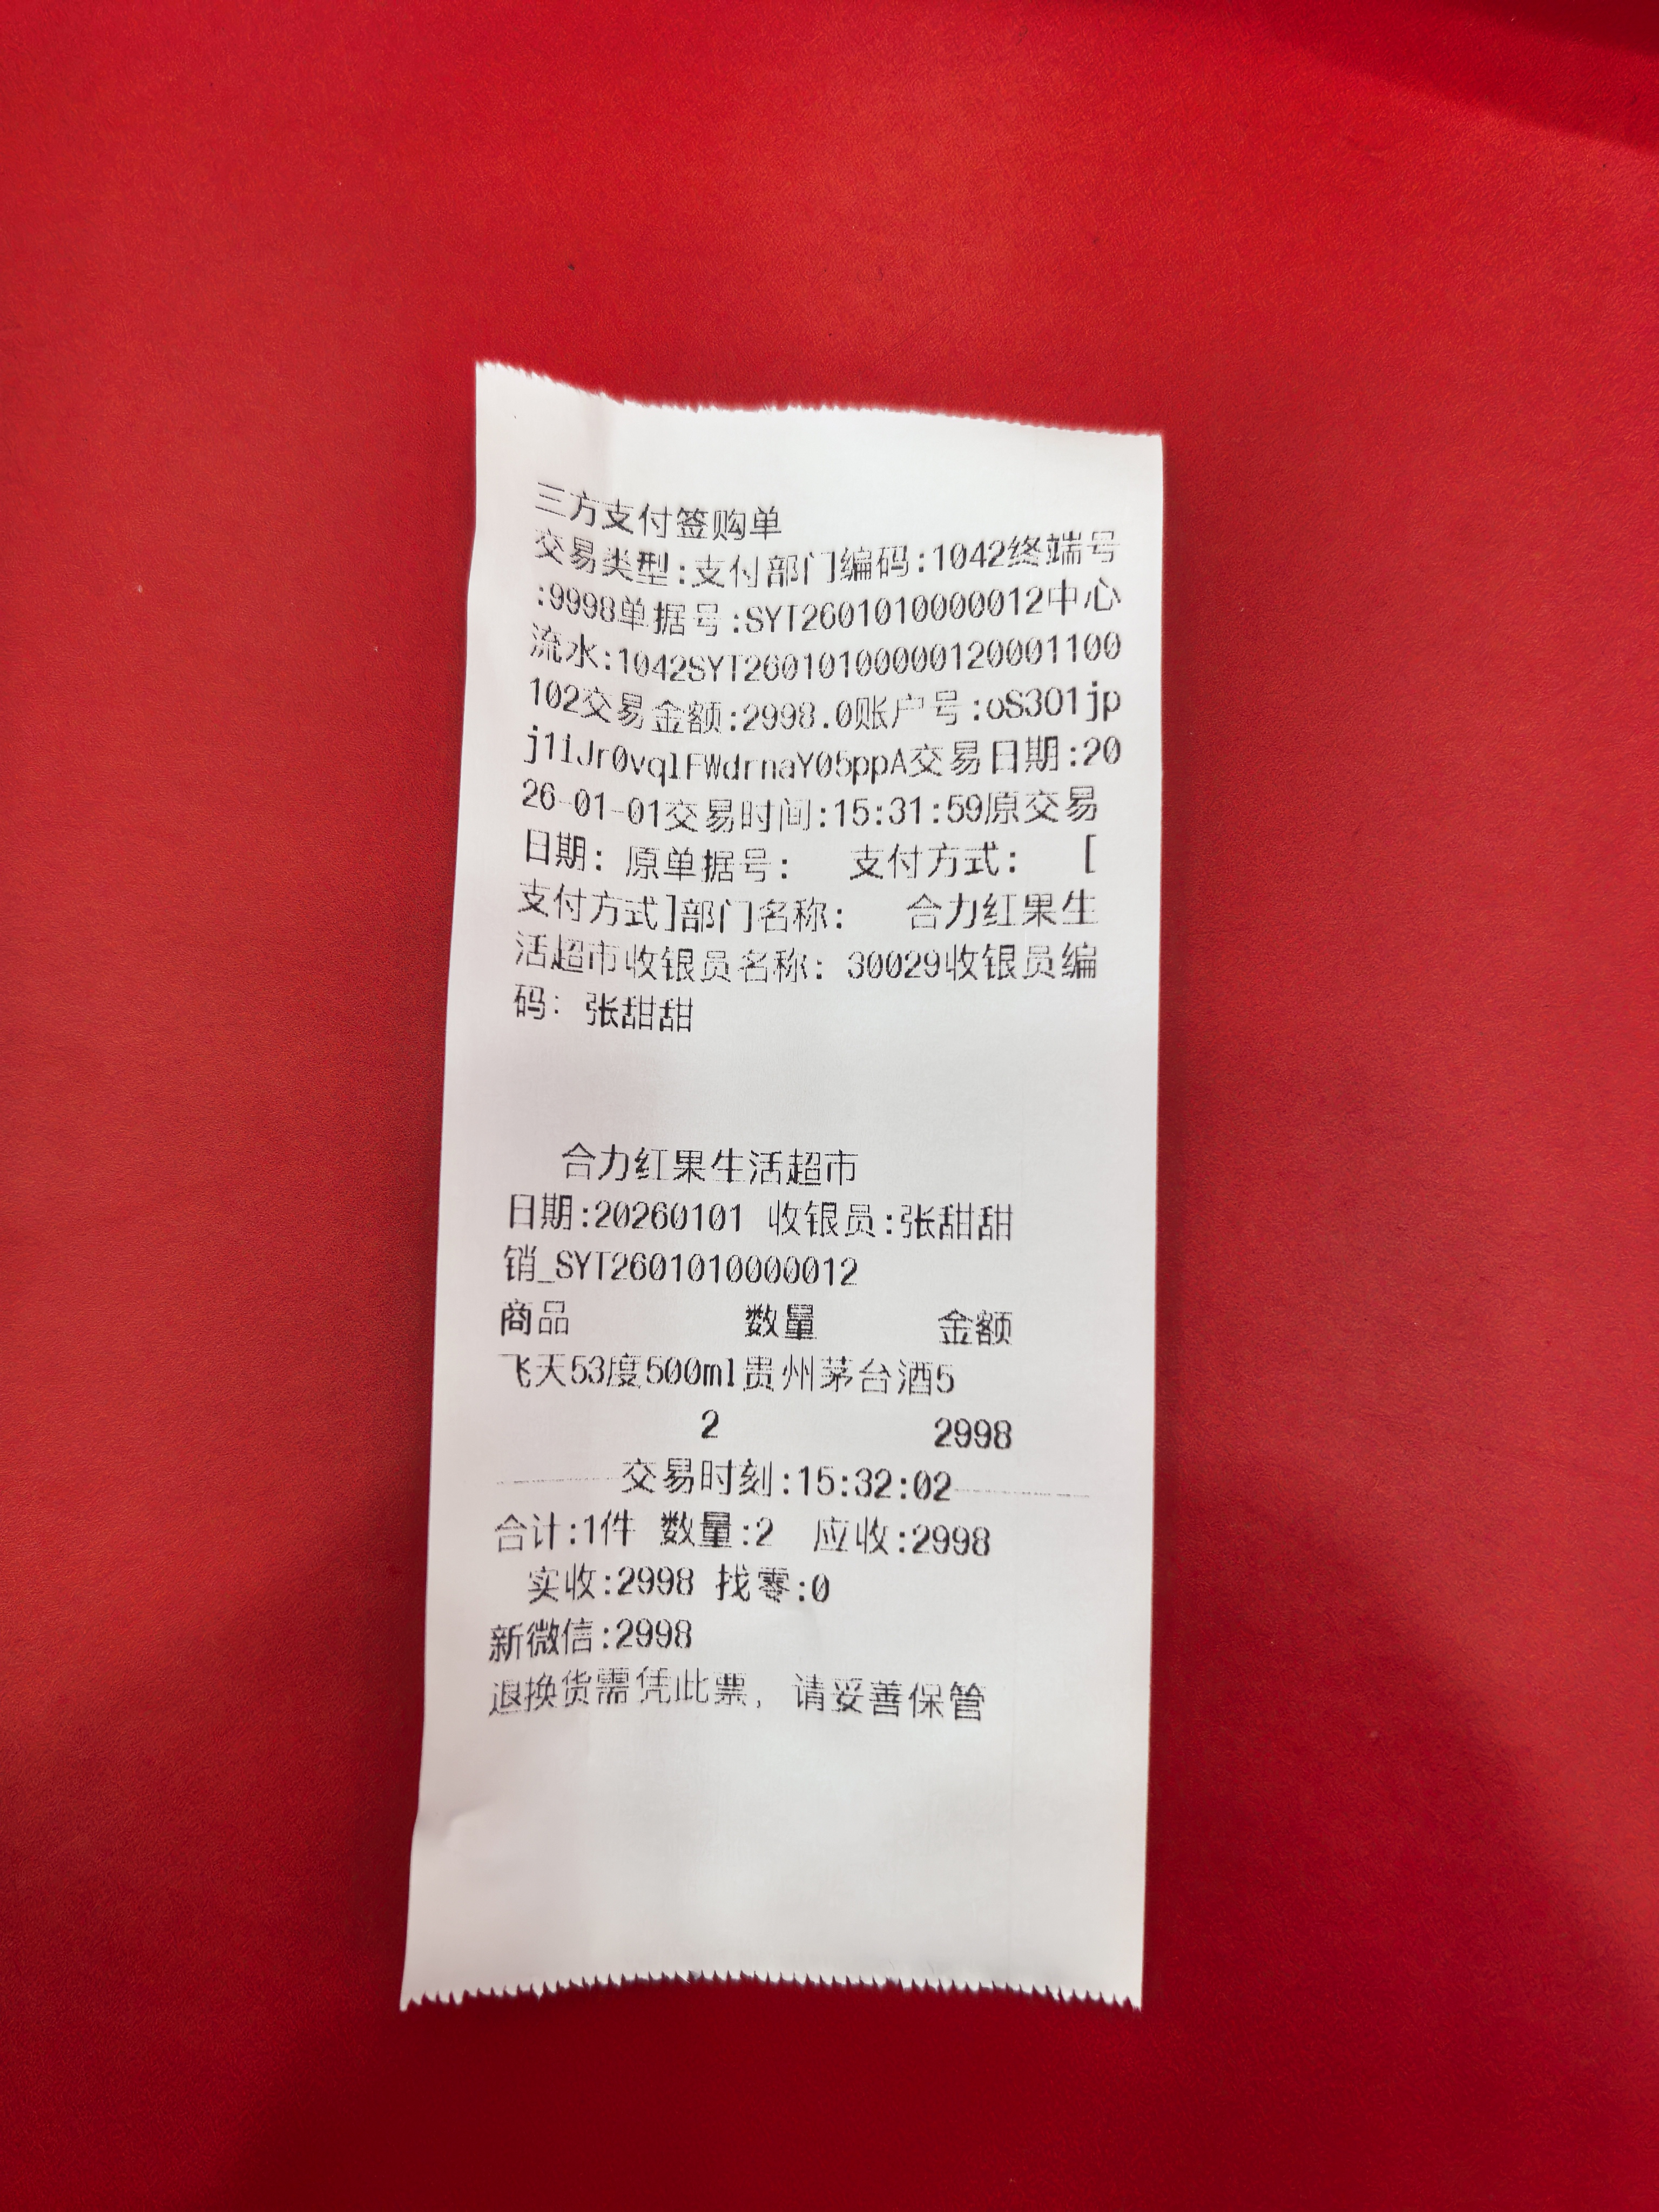 三方支付签购单
交易类型:支付部门编码:1042终端号
:9998单据号:SYT2601010000012中心
流水:1042SYT26010100000120001100
102交易金额:2998.0账户号:oS3O1jp
j1iJr0vqlFWdrnaY05ppA交易日期:20
26-01-01交易时间:15:31:59原交易
日期: 原单据号: 支付方式: [
支付方式]部门名称: 合力红果生
活超市收银员名称: 30029收银员编
码: 张甜甜
合力红果生活超市
日期:20260101 收银员:张甜甜
销_SYT2601010000012
商品 数量 金额
飞天53度500ml贵州茅台酒5
2 2998
交易时刻:15:32:02
合计:1件 数量:2 应收:2998
实收:2998 找零:0
新微信:2998
退换货需凭此票，请妥善保管